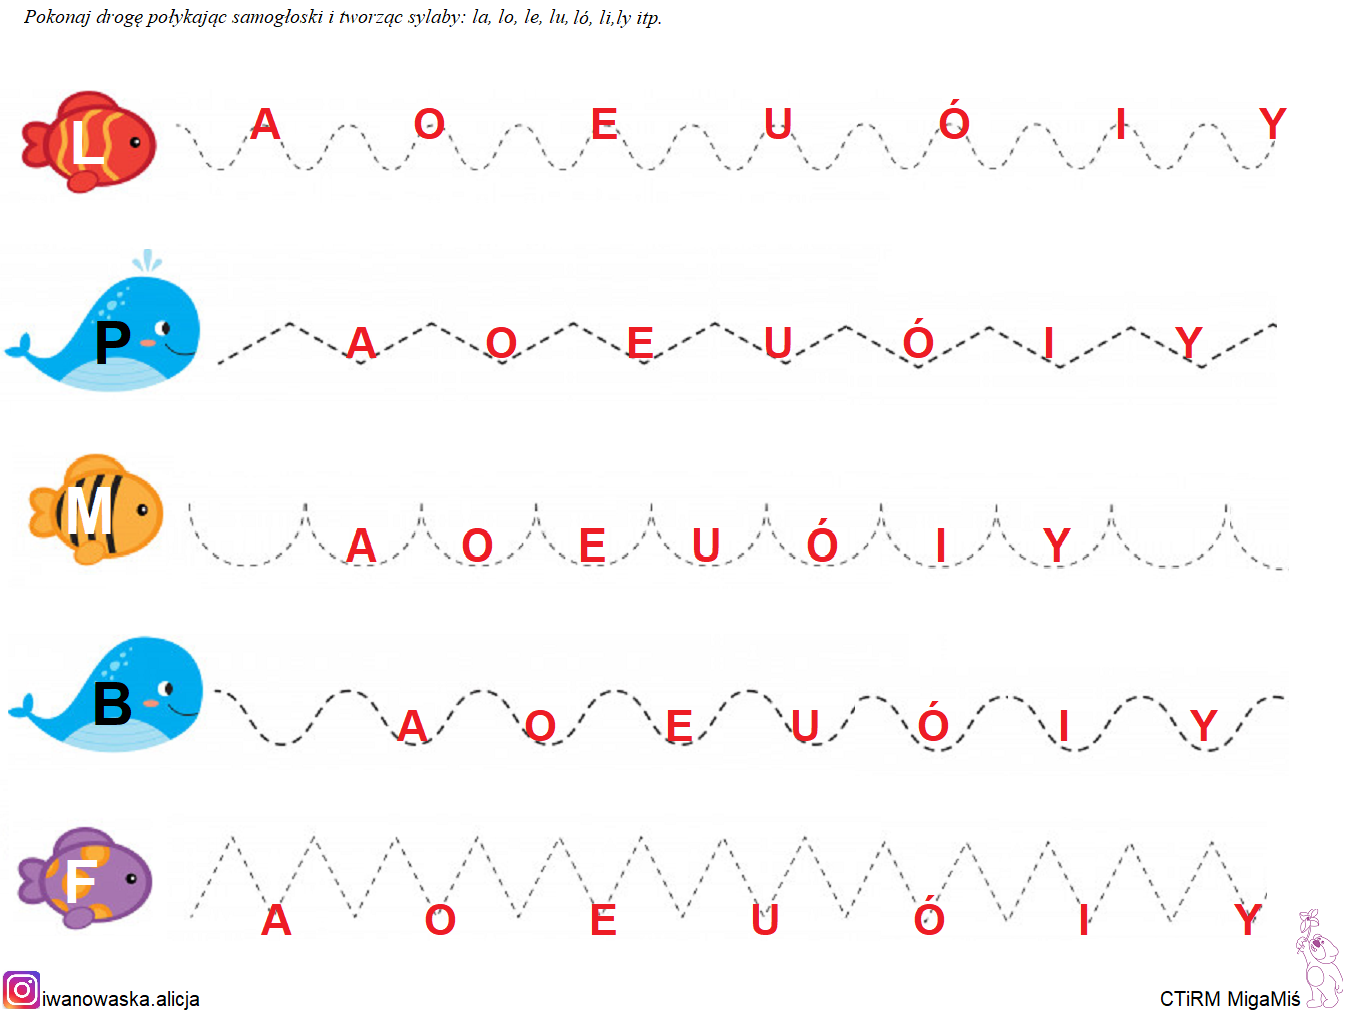 Pokonaj drogę połykając samogłoski i tworząc sylaby: la, lo, le, lu, ló, li,ly itp.
L A O E U Ó I Y
P A O E U Ó I Y
M A O E U Ó I Y
B A O E U Ó I Y
F A O E U Ó I Y
iwanowaska.alicja
CTiRM MigaMiś